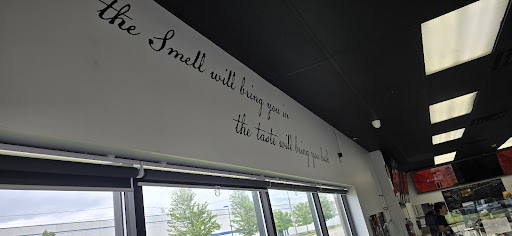 the Smell will bring you in
the taste will bring you back